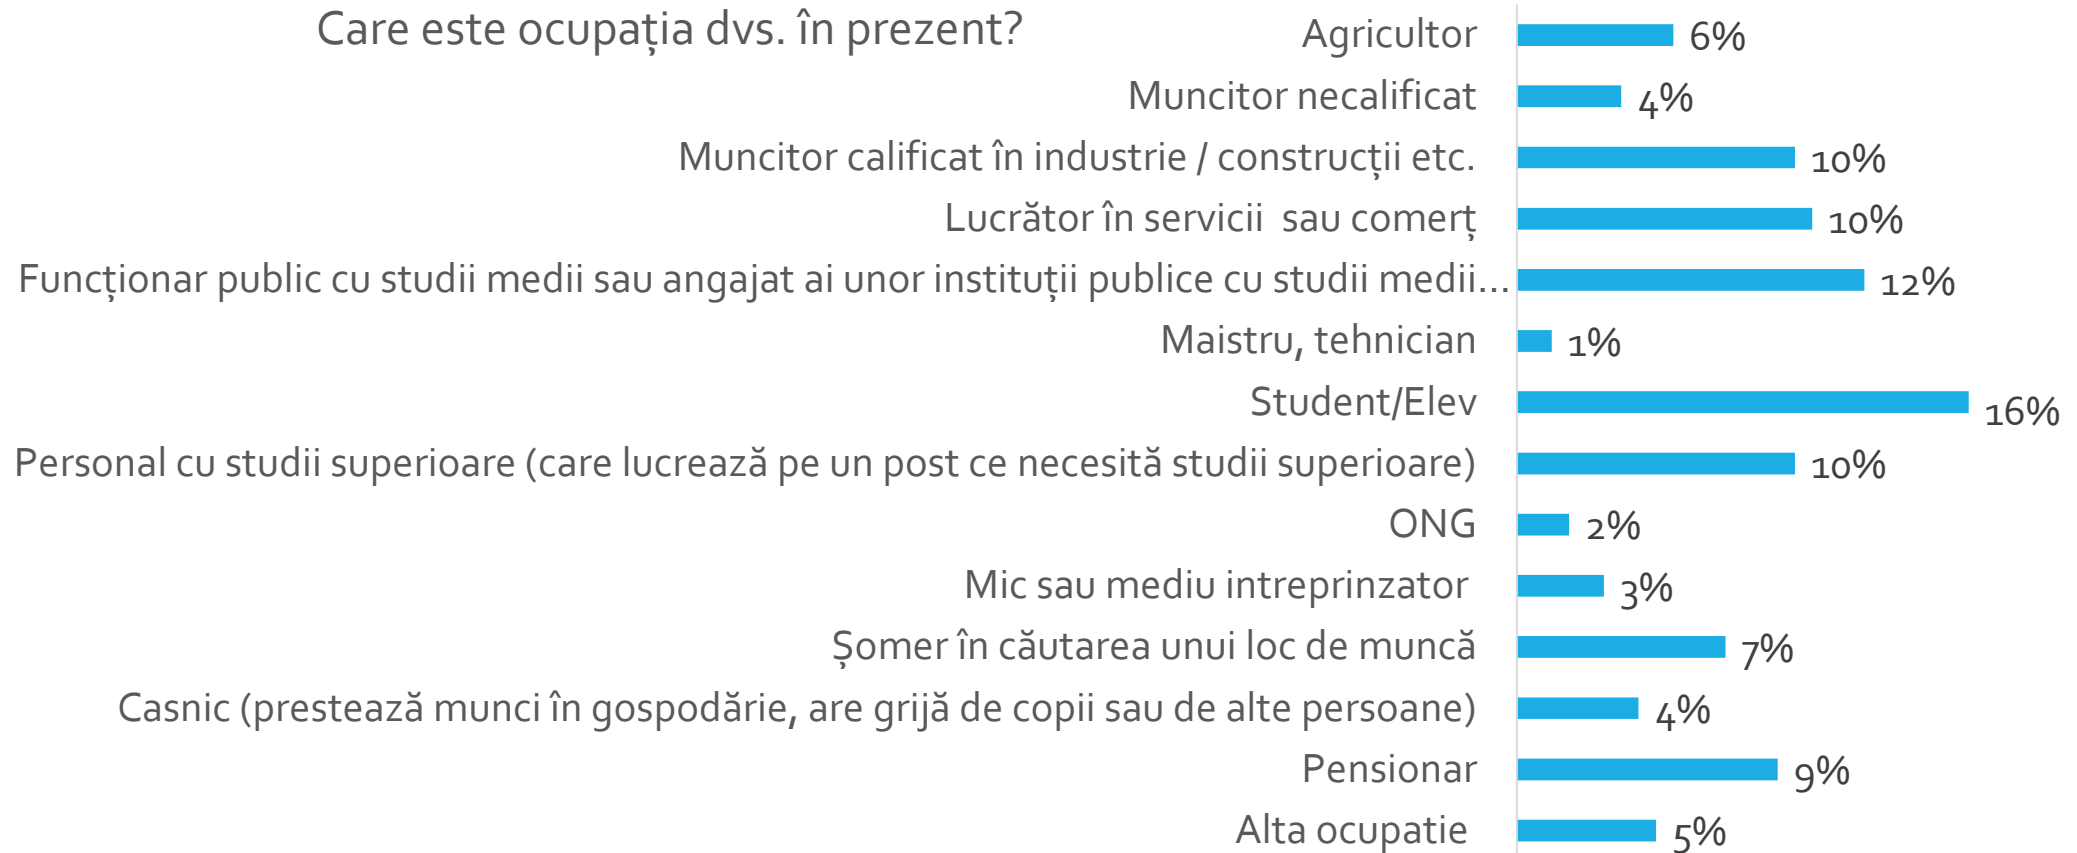 Care este ocupația dvs. în prezent?
Agricultor 6%
Muncitor necalificat 4%
Muncitor calificat în industrie / construcții etc. 10%
Lucrător în servicii  sau comerț 10%
Funcționar public cu studii medii sau angajat ai unor instituții publice cu studii medii... 12%
Maistru, tehnician 1%
Student/Elev 16%
Personal cu studii superioare (care lucrează pe un post ce necesită studii superioare) 10%
ONG 2%
Mic sau mediu intreprinzator 3%
Șomer în căutarea unui loc de muncă 7%
Casnic (prestează munci în gospodărie, are grijă de copii sau de alte persoane) 4%
Pensionar 9%
Alta ocupatie 5%